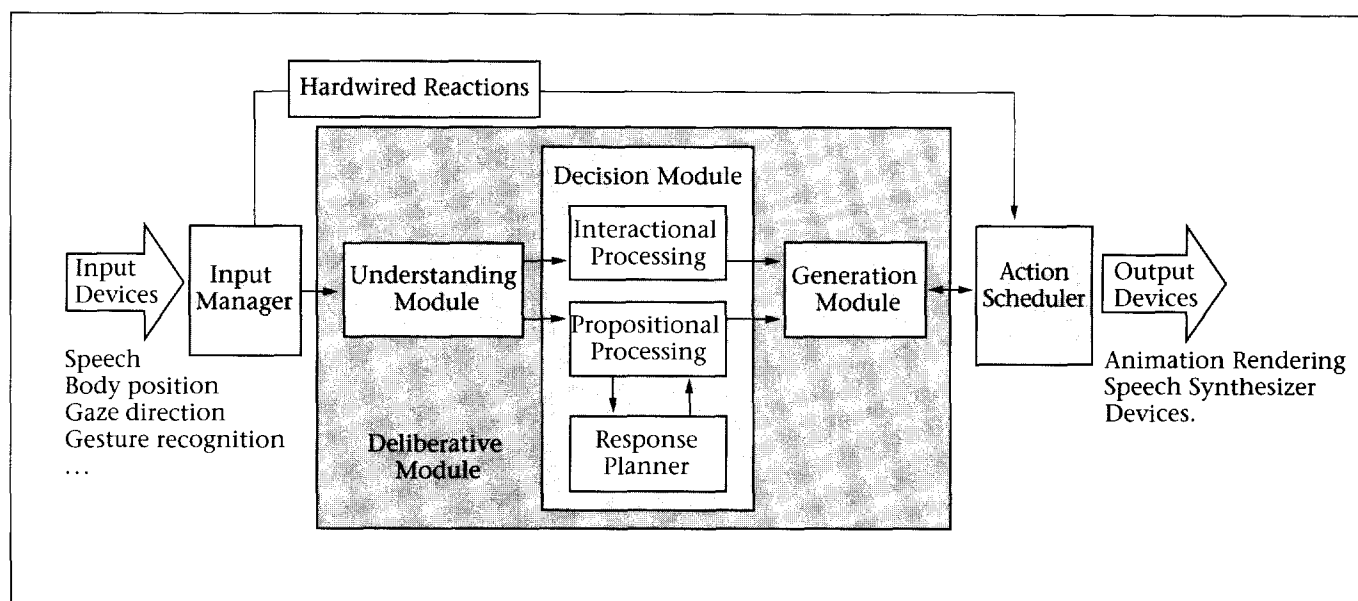 Hardwired Reactions
Input
Devices
Speech
Body position
Gaze direction
Gesture recognition
...
Input
Manager
Understanding
Module
Deliberative
Module
Decision Module
Interactional
Processing
Propositional
Processing
Response
Planner
Generation
Module
Action
Scheduler
Output
Devices
Animation Rendering
Speech Synthesizer
Devices.